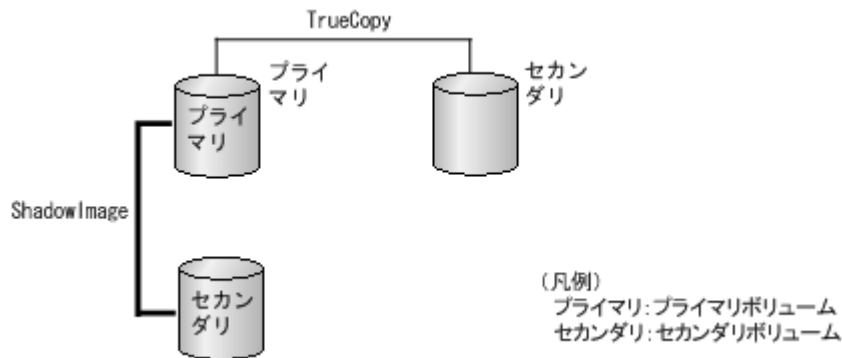 TrueCopy
プライ
マリ
セカン
ダリ
プライ
マリ
ShadowImage
セカン
ダリ
（凡例）
プライマリ：プライマリボリューム
セカンダリ：セカンダリボリューム